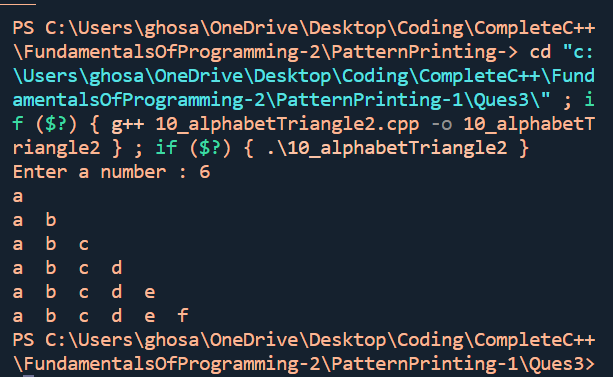 PS C:\Users\ghosa\OneDrive\Desktop\Coding\CompleteC++
\FundamentalsOfProgramming-2\PatternPrinting-> cd "c:
\Users\ghosa\OneDrive\Desktop\Coding\CompleteC++\Fund
amentalsOfProgramming-2\PatternPrinting-1\Ques3\" ; i
f ($?) { g++ 10_alphabetTriangle2.cpp -o 10_alphabetT
riangle2 } ; if ($?) { .\10_alphabetTriangle2 }
Enter a number : 6
a
a  b
a  b  c
a  b  c  d
a  b  c  d  e
a  b  c  d  e  f
PS C:\Users\ghosa\OneDrive\Desktop\Coding\CompleteC++
\FundamentalsOfProgramming-2\PatternPrinting-1\Ques3>